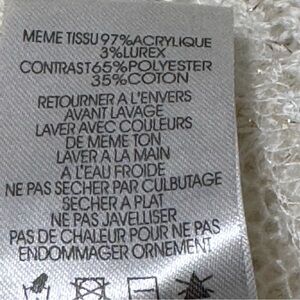 MEME TISSU 97%ACRYLIQUE
3%LUREX
CONTRAST 65%POLYESTER
35%COTON
RETOURNER A L'ENVERS
AVANT LAVAGE
LAVER AVEC COULEURS
DE MEME TON
LAVER A LA MAIN
A L'EAU FROIDE
NE PAS SECHER PAR CULBUTAGE
SECHER A PLAT
NE PAS JAVELLISER
PAS DE CHALEUR POUR NE PAS
ENDOMMAGER ORNEMENT